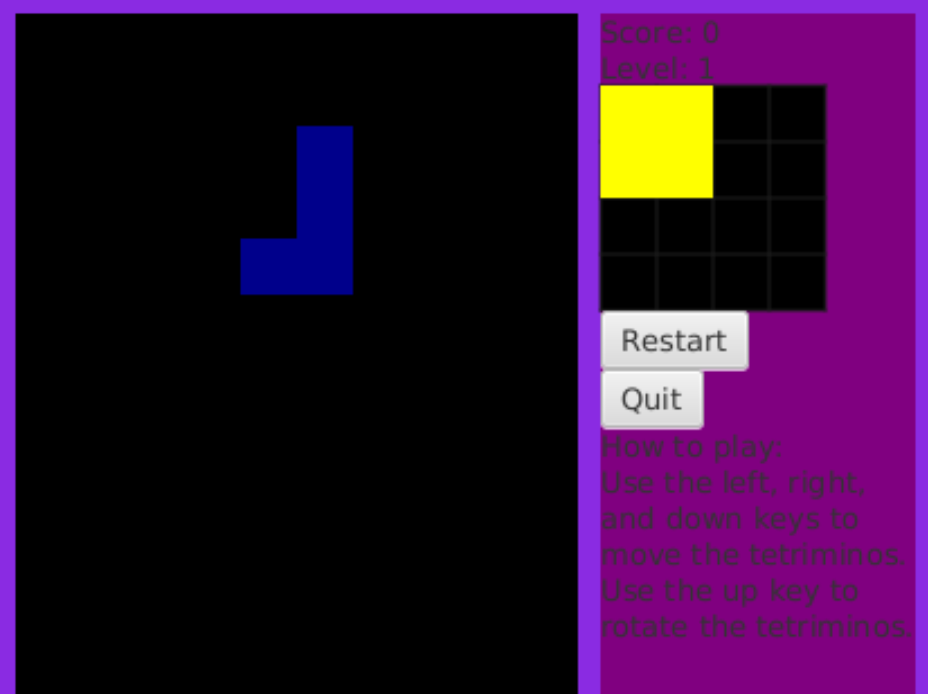 Score: 0
Level: 1
Restart
Quit
How to play:
Use the left, right,
and down keys to
move the tetriminos.
Use the up key to
rotate the tetriminos.